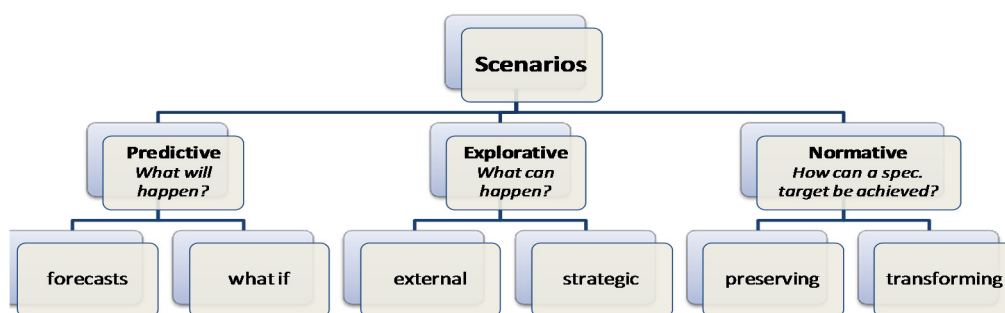 Scenarios
Predictive
What will
happen?
Explorative
What can
happen?
Normative
How can a spec.
target be achieved?
forecasts
what if
external
strategic
preserving
transforming